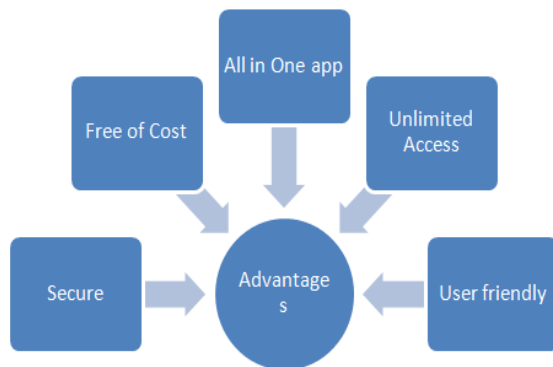 All in One app
Free of Cost
Unlimited
Access
Secure
Advantage
s
User friendly